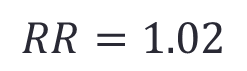 RR = 1.02